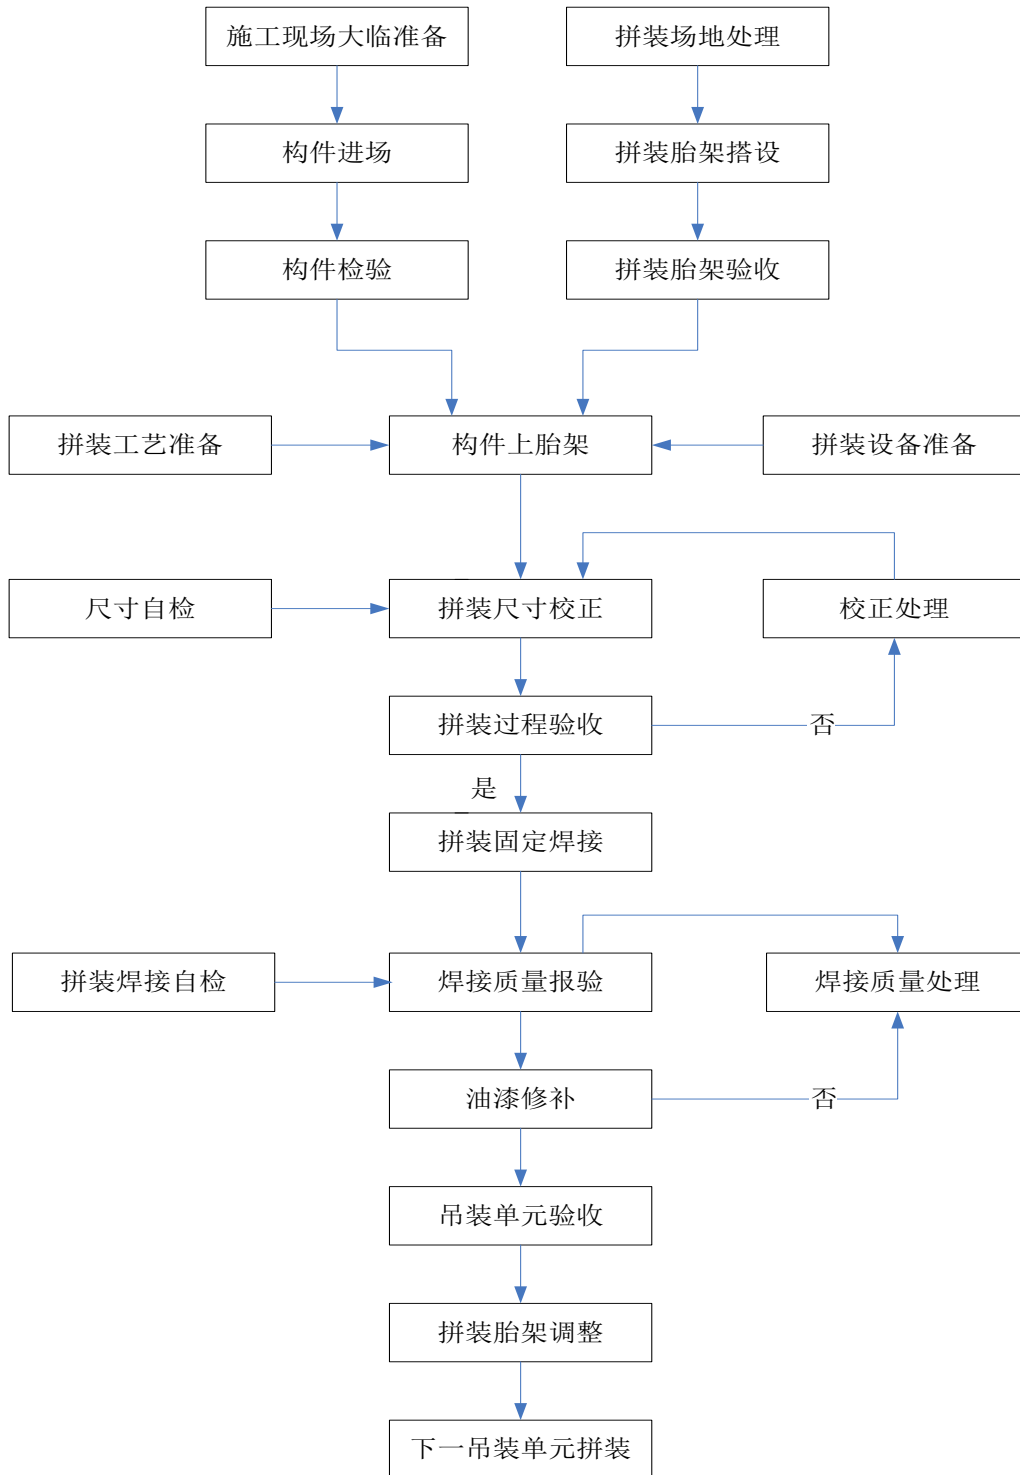 施工现场大临准备
拼装场地处理
构件进场
拼装胎架搭设
构件检验
拼装胎架验收
拼装工艺准备
构件上胎架
拼装设备准备
尺寸自检
拼装尺寸校正
校正处理
拼装过程验收
否
是
拼装固定焊接
拼装焊接自检
焊接质量报验
焊接质量处理
油漆修补
否
吊装单元验收
拼装胎架调整
下一吊装单元拼装